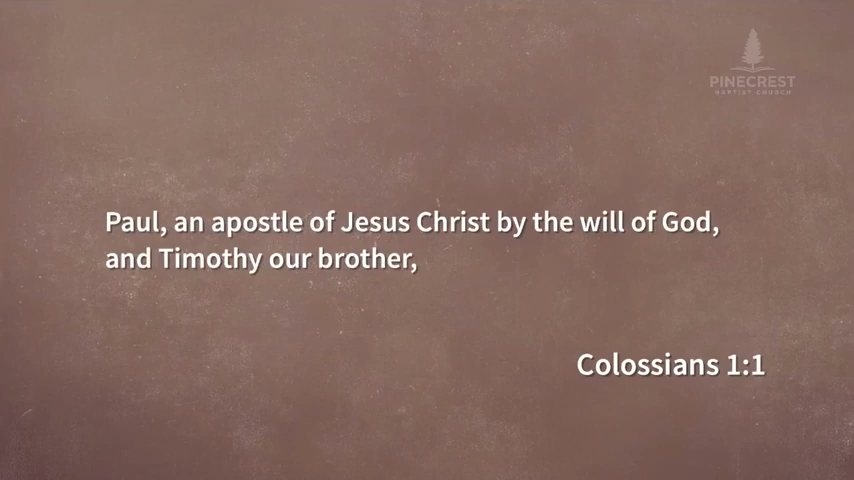 PINECREST
BAPTIST CHURCH
Paul, an apostle of Jesus Christ by the will of God,
and Timothy our brother,
Colossians 1:1